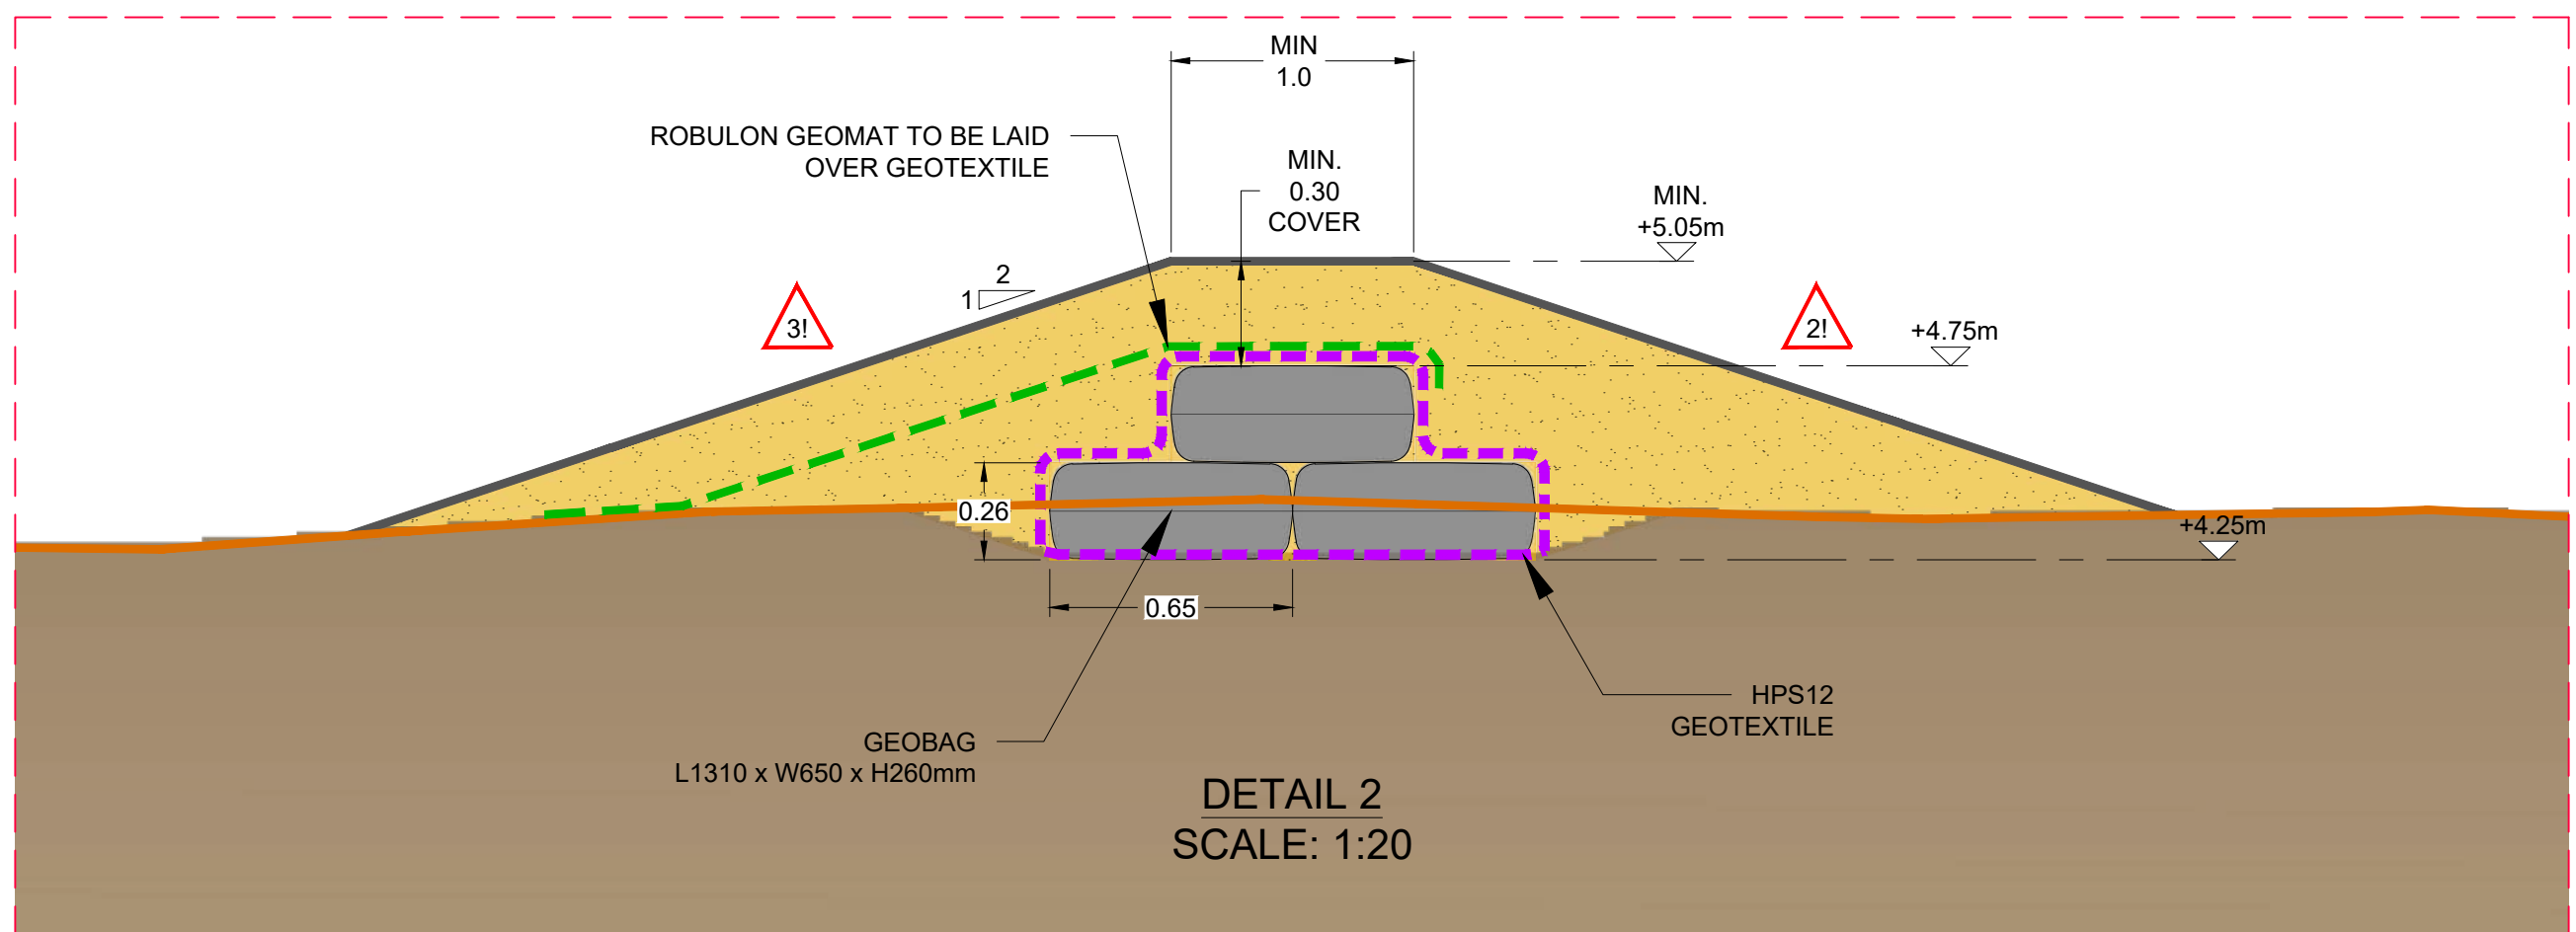 MIN
1.0
ROBULON GEOMAT TO BE LAID
OVER GEOTEXTILE
MIN.
0.30
COVER
MIN.
+5.05m
2
1
3!
2!
+4.75m
0.26
+4.25m
0.65
HPS12
GEOTEXTILE
GEOBAG
L1310 x W650 x H260mm
DETAIL 2
SCALE: 1:20